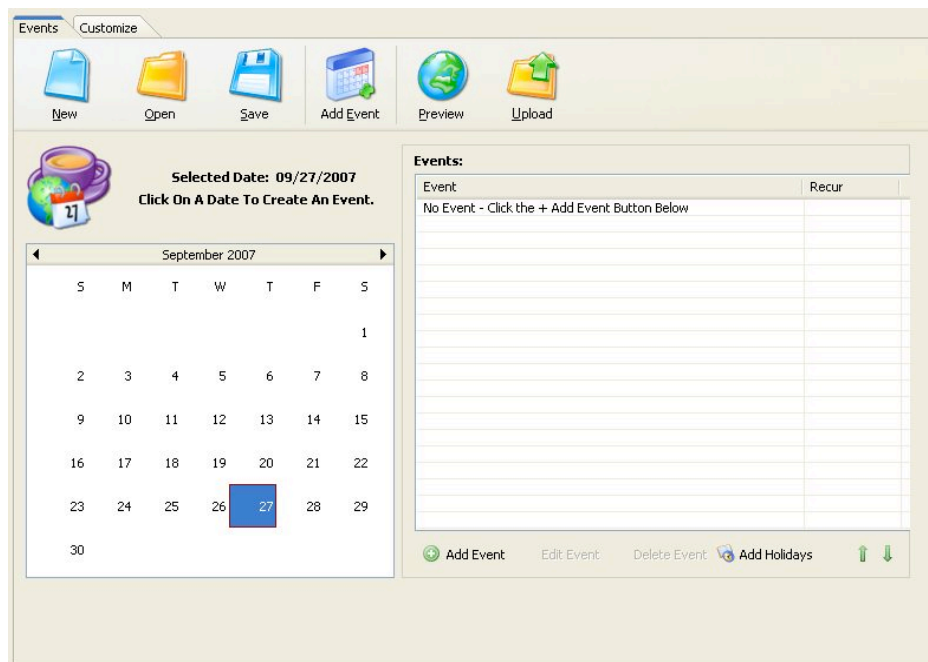 Events Customize
New Open Save Add Event Preview Upload
27
Selected Date: 09/27/2007
Click On A Date To Create An Event.
September 2007
S M T W T F S
1
2 3 4 5 6 7 8
9 10 11 12 13 14 15
16 17 18 19 20 21 22
23 24 25 26 27 28 29
30
Events:
Event Recur
No Event - Click the + Add Event Button Below
Add Event Edit Event Delete Event Add Holidays